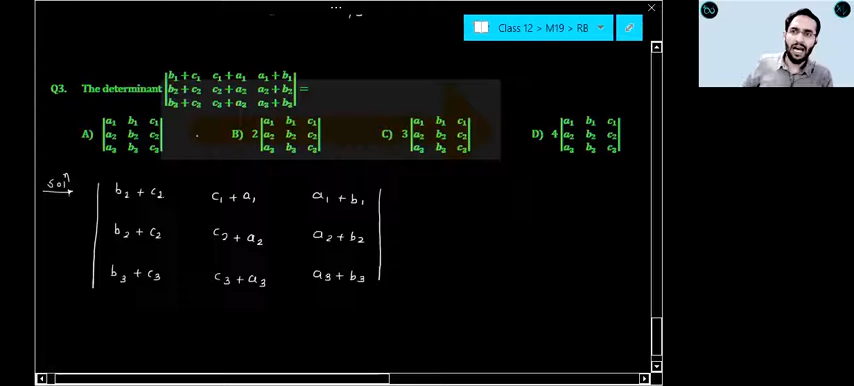 Class 12 > M19 > RB
Q3. The determinant |b₁+c₁ c₁+a₁ a₁+b₁|
|b₂+c₂ c₂+a₂ a₂+b₂| =
|b₃+c₃ c₃+a₃ a₃+b₃|
A) |a₁ b₁ c₁| B) 2 |a₁ b₁ c₁| C) 3 |a₁ b₁ c₁| D) 4 |a₁ b₁ c₁|
|a₂ b₂ c₂| |a₂ b₂ c₂| |a₂ b₂ c₂| |a₂ b₂ c₂|
|a₃ b₃ c₃| |a₃ b₃ c₃| |a₃ b₃ c₃| |a₃ b₃ c₃|
Solⁿ
|b₁+c₁ c₁+a₁ a₁+b₁|
|b₂+c₂ c₂+a₂ a₂+b₂|
|b₃+c₃ c₃+a₃ a₃+b₃|